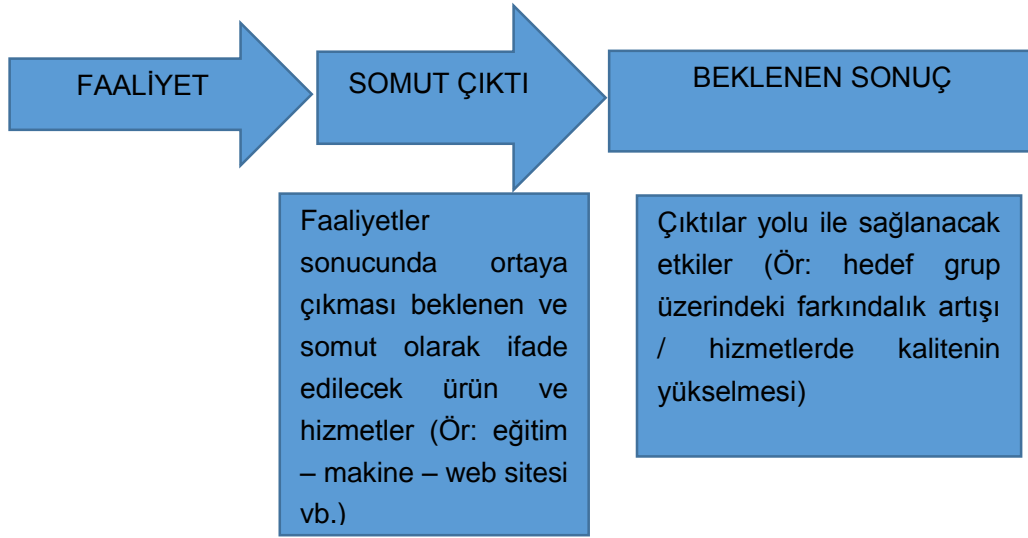 FAALİYET
SOMUT ÇIKTI
BEKLENEN SONUÇ
Faaliyetler
sonucunda ortaya
çıkması beklenen ve
somut olarak ifade
edilecek ürün ve
hizmetler (Ör: eğitim
– makine – web sitesi
vb.)
Çıktılar yolu ile sağlanacak
etkiler (Ör: hedef grup
üzerindeki farkındalık artışı
/ hizmetlerde kalitenin
yükselmesi)